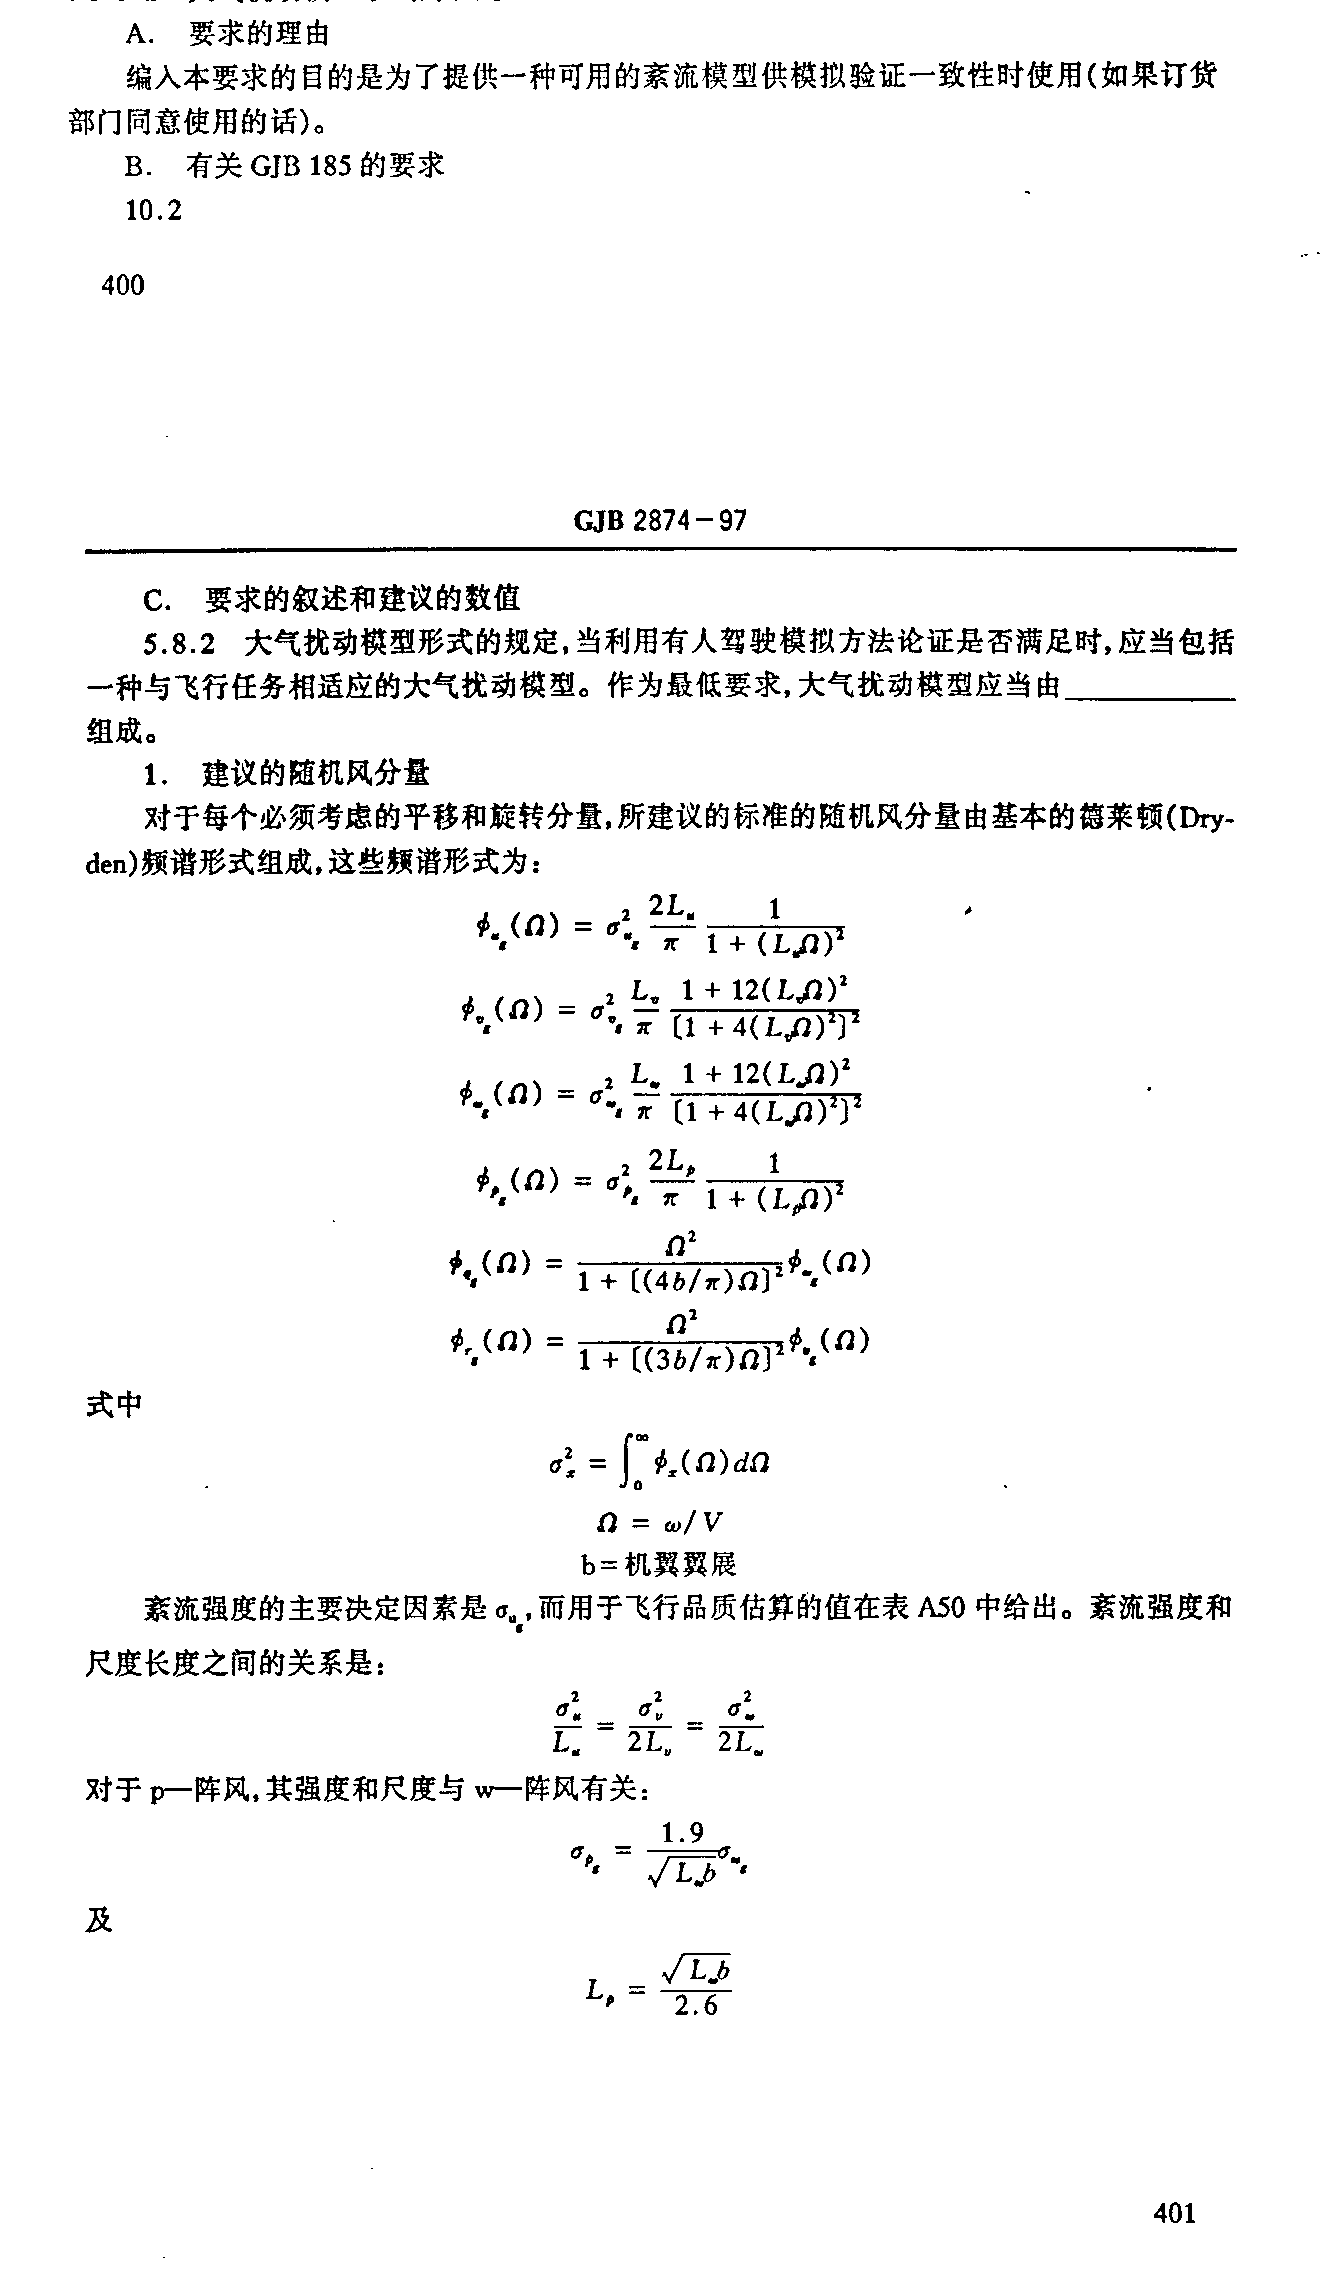 A. 要求的理由
编入本要求的目的是为了提供一种可用的紊流模型供模拟验证一致性时使用(如果订货
部门同意使用的话)。
B. 有关 GJB 185 的要求
10.2
400
GJB 2874-97
C. 要求的叙述和建议的数值
5.8.2 大气扰动模型形式的规定,当利用有人驾驶模拟方法论证是否满足时,应当包括
一种与飞行任务相适应的大气扰动模型。作为最低要求,大气扰动模型应当由
组成。
1. 建议的随机风分量
对于每个必须考虑的平移和旋转分量,所建议的标准的随机风分量由基本的德莱顿(Dry-
den)频谱形式组成,这些频谱形式为:
ϕ_{u_g}(Ω) = σ²_{u_g} (2L_u/π) 1/(1 + (L_uΩ)²)
ϕ_{v_g}(Ω) = σ²_{v_g} (L_v/π) (1 + 12(L_vΩ)²)/[1 + 4(L_vΩ)²]²
ϕ_{w_g}(Ω) = σ²_{w_g} (L_w/π) (1 + 12(L_wΩ)²)/[1 + 4(L_wΩ)²]²
ϕ_{p_g}(Ω) = σ²_{p_g} (2L_p/π) 1/(1 + (L_pΩ)²)
ϕ_{q_g}(Ω) = Ω²/(1 + [(4b/π)Ω]²) ϕ_{w_g}(Ω)
ϕ_{r_g}(Ω) = Ω²/(1 + [(3b/π)Ω]²) ϕ_{v_g}(Ω)
式中
σ²_x = ∫_0^∞ ϕ_x(Ω)dΩ
Ω = ω/V
b=机翼翼展
紊流强度的主要决定因素是 σ_{u_g},而用于飞行品质估算的值在表 A50 中给出。紊流强度和
尺度长度之间的关系是:
σ²_u/L_u = σ²_v/2L_v = σ²_w/2L_w
对于 p—阵风,其强度和尺度与 w—阵风有关:
σ_{p_g} = (1.9/√(L_wb)) σ_{w_g}
及
L_p = √(L_wb)/2.6
401